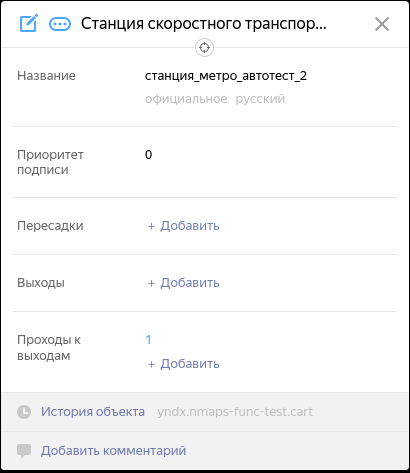 Станция скоростного транспор...
Название
станция_метро_автотест_2
официальное русский
Приоритет
подписи
0
Пересадки
+ Добавить
Выходы
+ Добавить
Проходы к
выходам
1
+ Добавить
История объекта yndx.nmaps-func-test.cart
Добавить комментарий